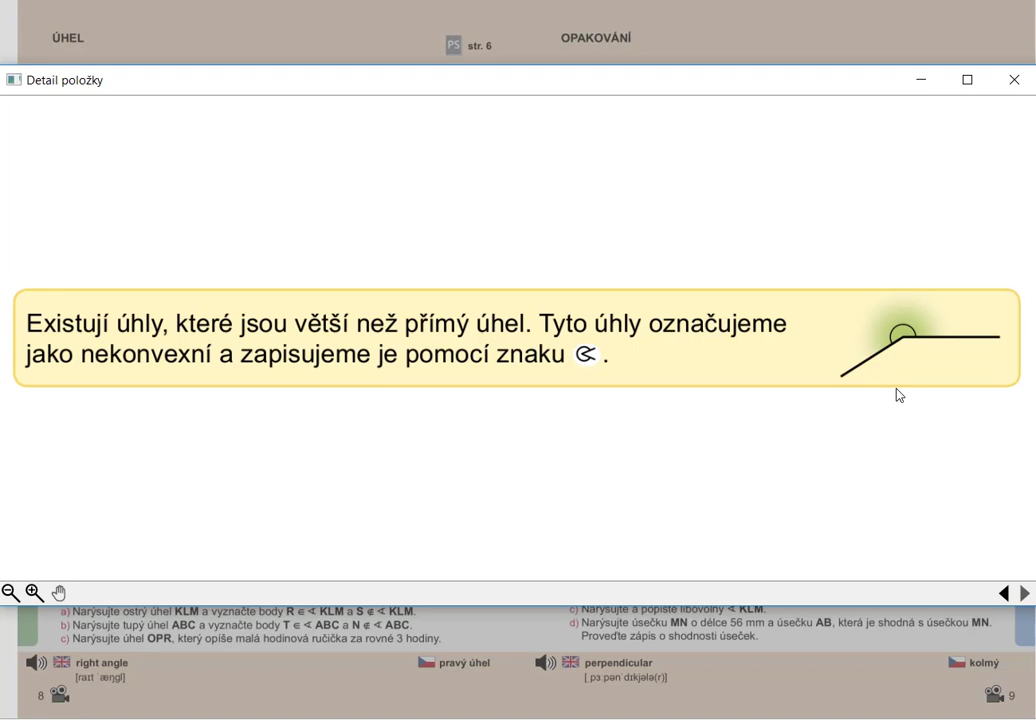 ÚHEL
PS str. 6
OPAKOVÁNÍ
Detail položky
Existují úhly, které jsou větší než přímý úhel. Tyto úhly označujeme
jako nekonvexní a zapisujeme je pomocí znaku ⪪.
a) Narýsujte ostrý úhel KLM a vyznačte body R ∈ ∢ KLM a S ∉ ∢ KLM.
b) Narýsujte tupý úhel ABC a vyznačte body T ∈ ∢ ABC a N ∉ ∢ ABC.
c) Narýsujte úhel OPR, který opíše malá hodinová ručička za rovné 3 hodiny.
c) Narýsujte a popište libovolný ∢ KLM.
d) Narýsujte úsečku MN o délce 56 mm a úsečku AB, která je shodná s úsečkou MN.
Proveďte zápis o shodnosti úseček.
right angle
[raɪt ˈæŋgl]
pravý úhel
perpendicular
[ˌpɜːpənˈdɪkjələ(r)]
kolmý
8
9